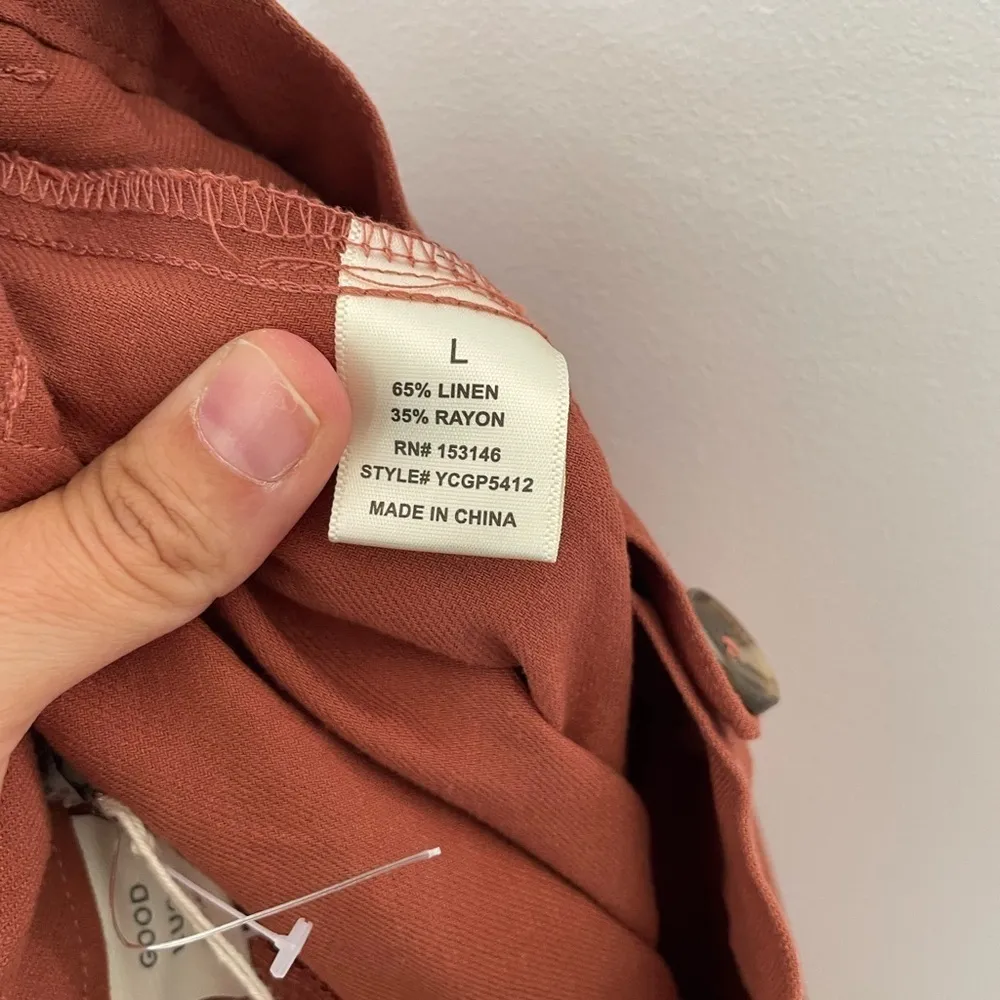 L
65% LINEN
35% RAYON
RN# 153146
STYLE# YCGP5412
MADE IN CHINA
GOOD